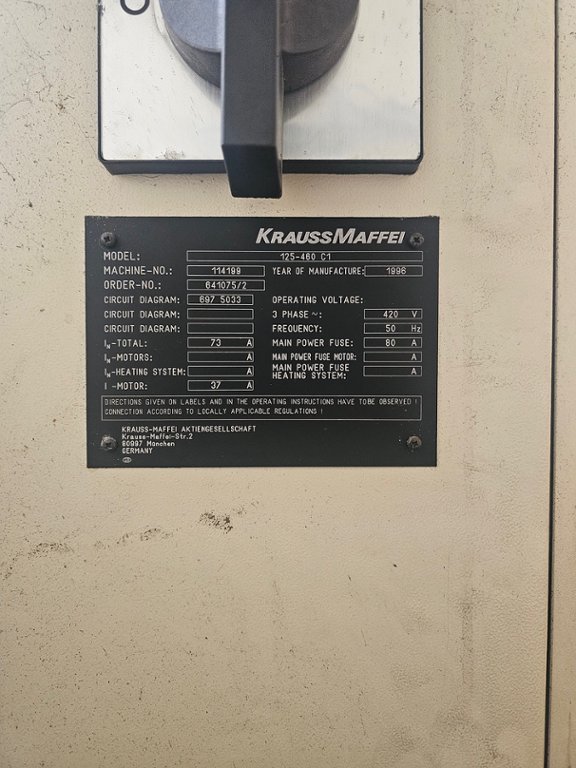 O
KRAUSSMAFFEI
MODEL: 125-460 C1
MACHINE-NO.: 114199 YEAR OF MANUFACTURE: 1996
ORDER-NO.: 641075/2
CIRCUIT DIAGRAM: 697 5033 OPERATING VOLTAGE:
CIRCUIT DIAGRAM: 3 PHASE ~: 420 V
CIRCUIT DIAGRAM: FREQUENCY: 50 Hz
IN-TOTAL: 73 A MAIN POWER FUSE: 80 A
IN-MOTORS: A MAIN POWER FUSE MOTOR: A
IN-HEATING SYSTEM: A MAIN POWER FUSE HEATING SYSTEM: A
I -MOTOR: 37 A
DIRECTIONS GIVEN ON LABELS AND IN THE OPERATING INSTRUCTIONS HAVE TOBE OBSERVED !
CONNECTION ACCORDING TO LOCALLY APPLICABLE REGULATIONS !
KRAUSS-MAFFEI AKTIENGESELLSCHAFT
Krauss-Maffei-Str.2
80997 München
GERMANY